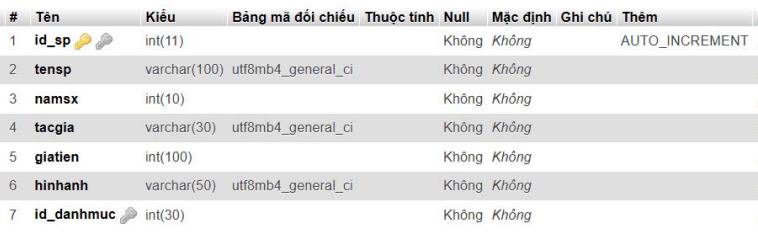 # Tên Kiểu Bảng mã đối chiếu Thuộc tính Null Mặc định Ghi chú Thêm
1 id_sp int(11) Không Không AUTO_INCREMENT
2 tensp varchar(100) utf8mb4_general_ci Không Không
3 namsx int(10) Không Không
4 tacgia varchar(30) utf8mb4_general_ci Không Không
5 giatien int(100) Không Không
6 hinhanh varchar(50) utf8mb4_general_ci Không Không
7 id_danhmuc int(30) Không Không